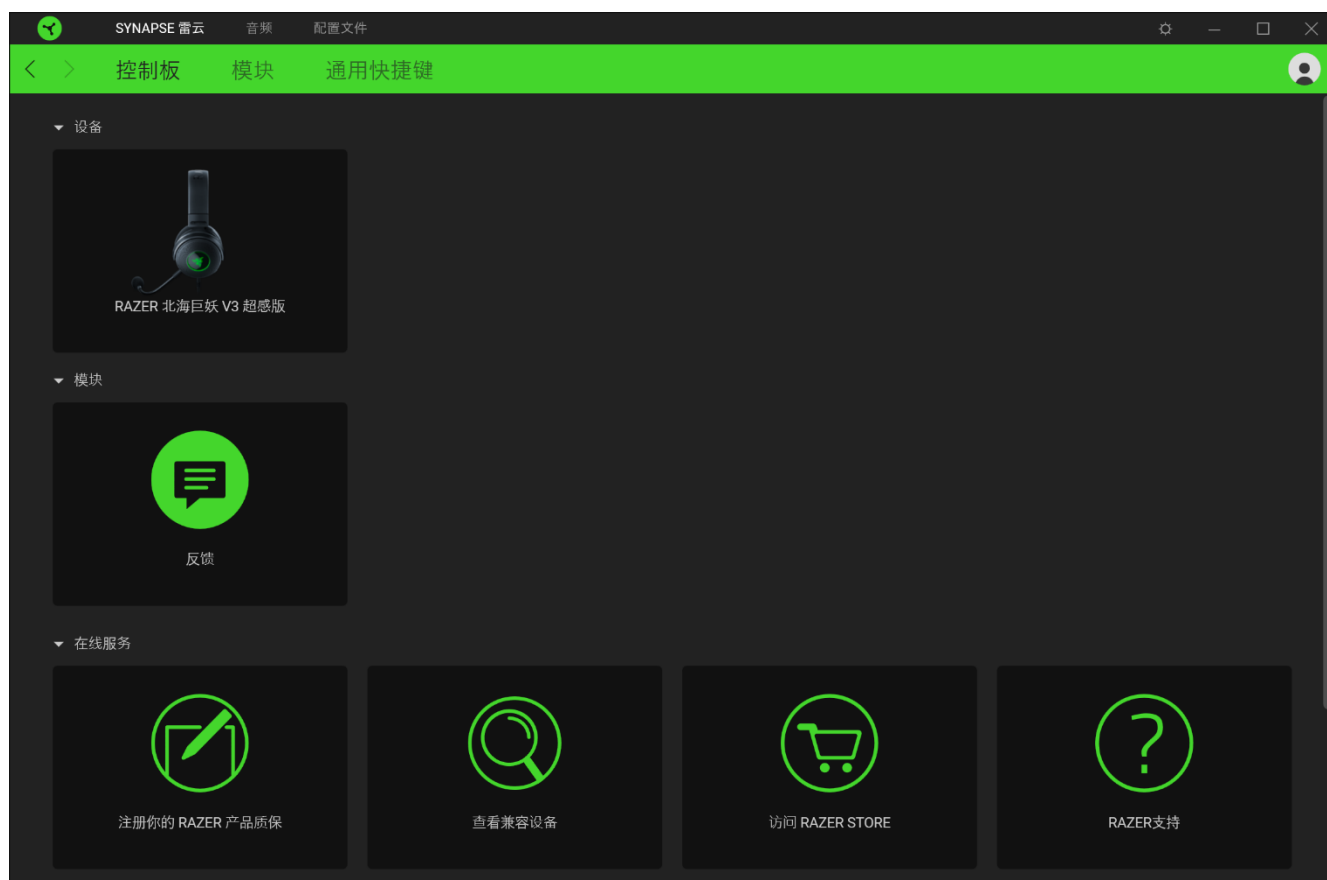 SYNAPSE 雷云 音频 配置文件
控制板 模块 通用快捷键
设备
RAZER 北海巨妖 V3 超感版
模块
反馈
在线服务
注册你的 RAZER 产品质保
查看兼容设备
访问 RAZER STORE
RAZER支持